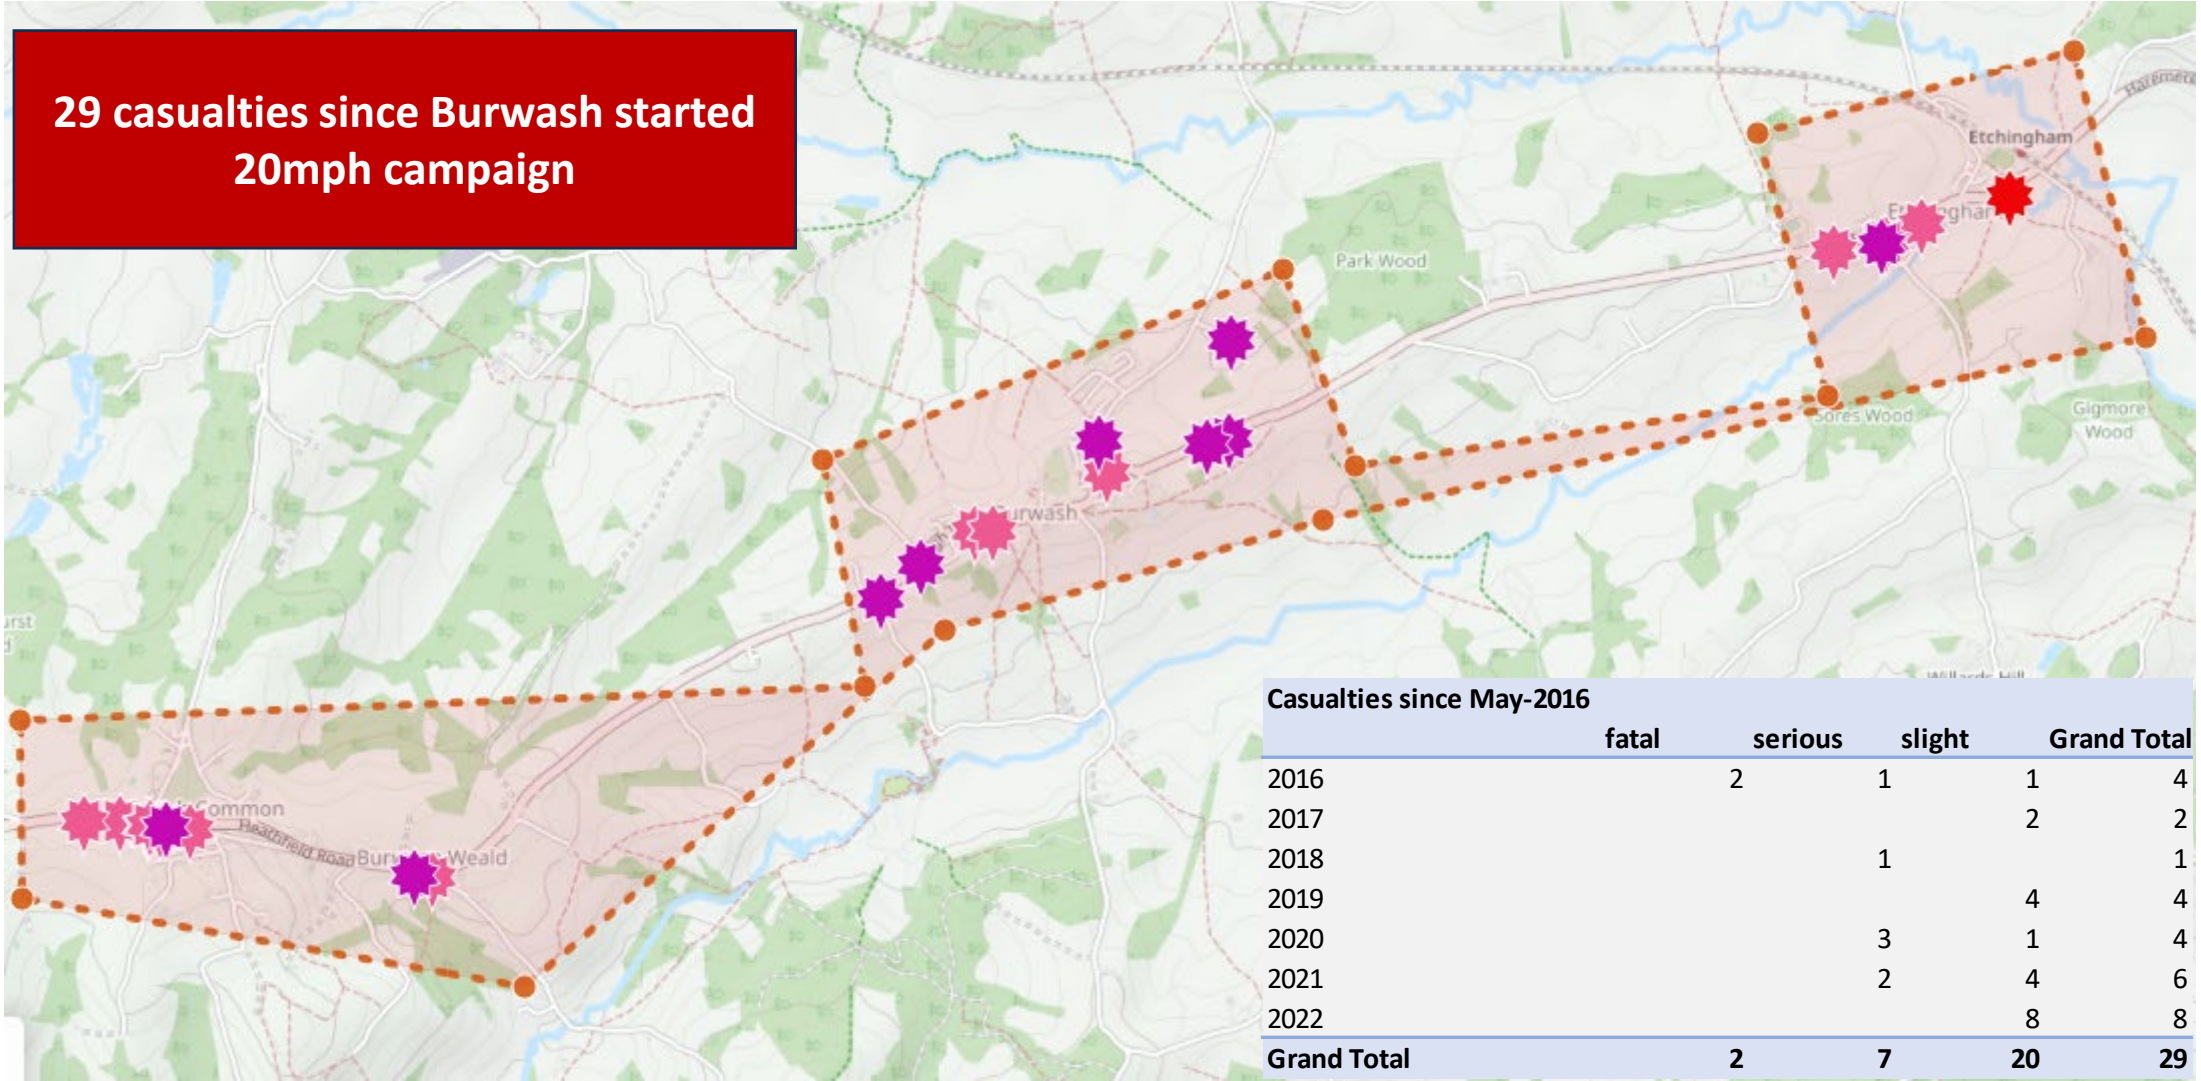 29 casualties since Burwash started
20mph campaign
Haremere
Etchingham
Park Wood
Sores Wood
Gigmore
Wood
Common
Heathfield Road
Weald
Casualties since May-2016
fatal serious slight Grand Total
2016 2 1 1 4
2017 2 2
2018 1 1
2019 4 4
2020 3 1 4
2021 2 4 6
2022 8 8
Grand Total 2 7 20 29